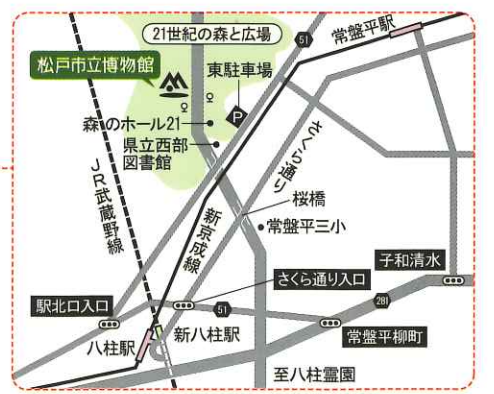 21世紀の森と広場
51
常盤平駅
松戸市立博物館
東駐車場
P
森のホール21
県立西部
図書館
さくら通り
JR武蔵野線
新京成線
桜橋
常盤平三小
子和清水
さくら通り入口
281
駅北口入口
51
八柱駅
新八柱駅
常盤平柳町
至八柱霊園